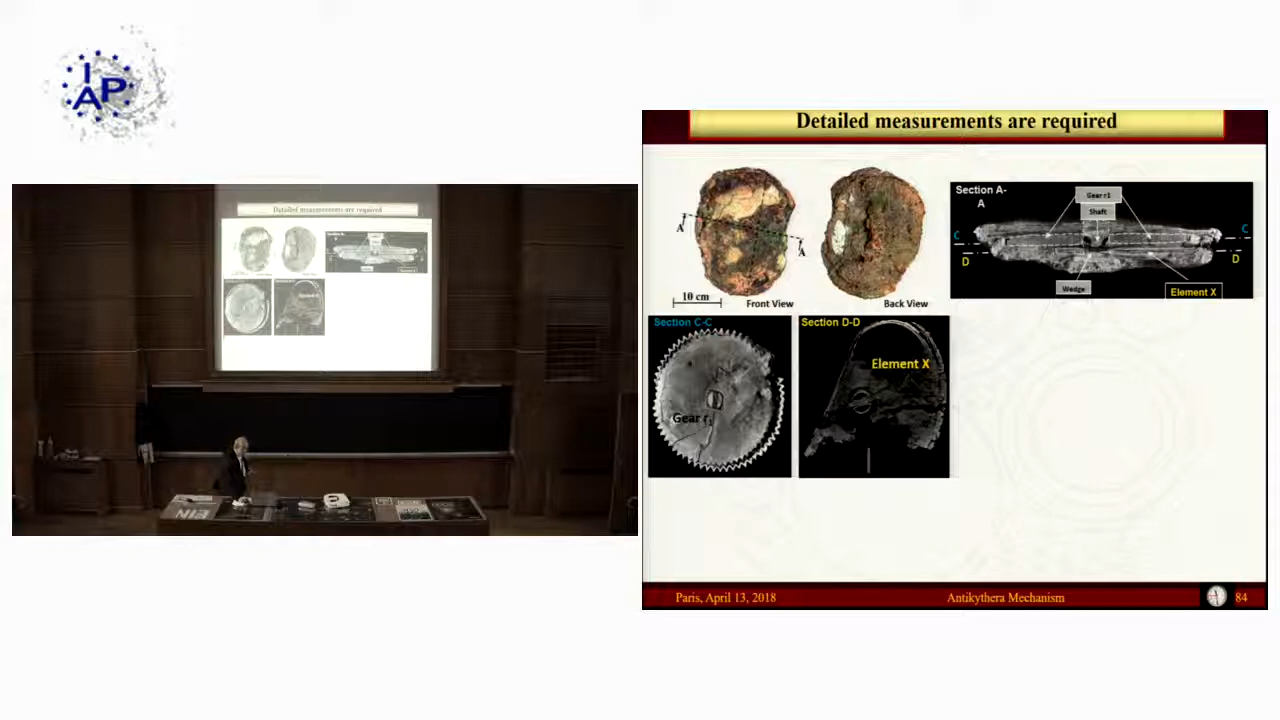 I
A P
Detailed measurements are required
Section A-
A
Gear r1
Shaft
C
C
D
D
Wedge
Element X
A
A
10 cm
Front View
Back View
Section C-C
Gear r1
Section D-D
Element X
Paris, April 13, 2018
Antikythera Mechanism
84
Detailed measurements are required